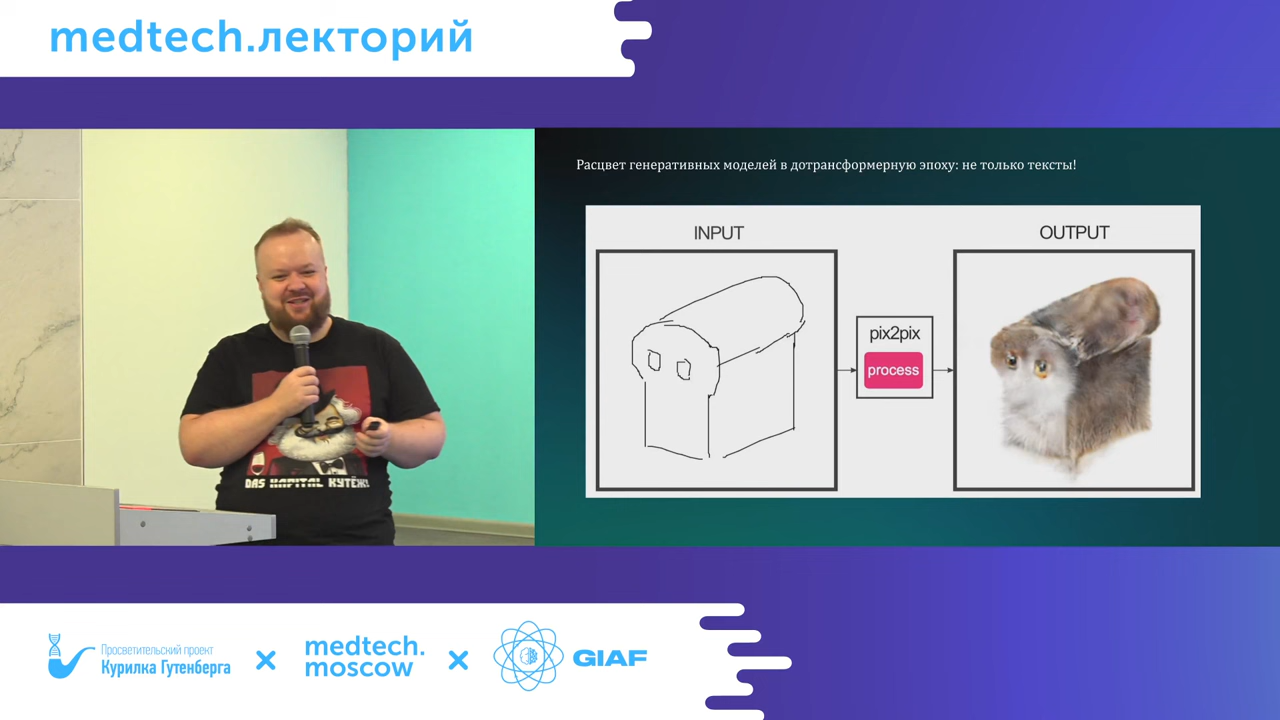 medtech.лекторий
Расцвет генеративных моделей в дотрансформерную эпоху: не только тексты!
INPUT
OUTPUT
pix2pix
process
DAS KAPITAL КУТЁЖ!
Просветительский проект
Курилка Гутенберга
medtech.
moscow
GIAF